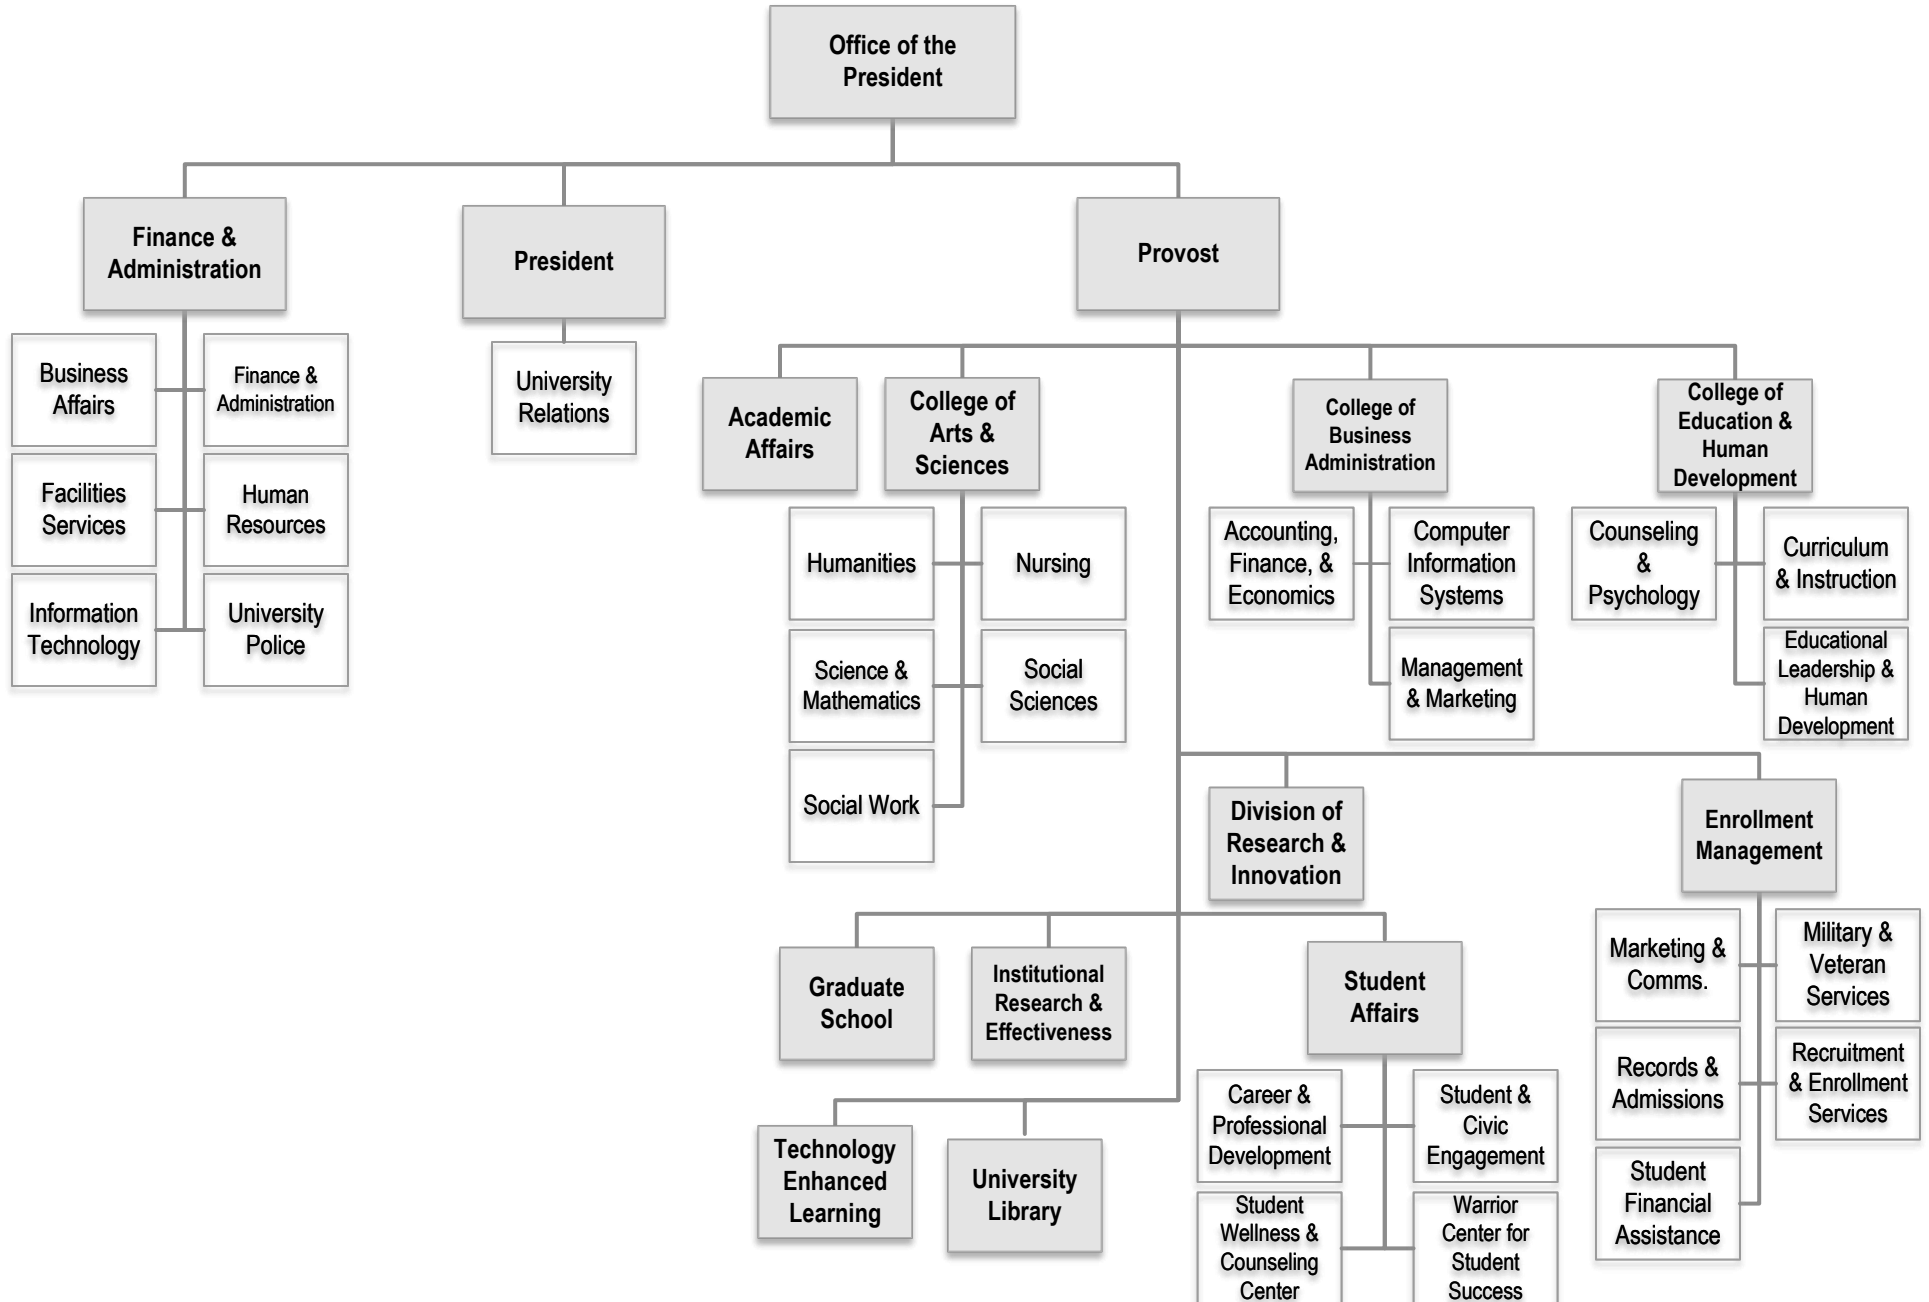 Office of the
President
Finance &
Administration
President
Provost
Business
Affairs
Finance &
Administration
Facilities
Services
Human
Resources
Information
Technology
University
Police
University
Relations
Academic
Affairs
College of
Arts &
Sciences
Humanities
Nursing
Science &
Mathematics
Social
Sciences
Social Work
College of
Business
Administration
Accounting,
Finance, &
Economics
Computer
Information
Systems
Management
& Marketing
College of
Education &
Human
Development
Counseling
&
Psychology
Curriculum
& Instruction
Educational
Leadership &
Human
Development
Division of
Research &
Innovation
Enrollment
Management
Marketing &
Comms.
Military &
Veteran
Services
Records &
Admissions
Recruitment
& Enrollment
Services
Student
Financial
Assistance
Graduate
School
Institutional
Research &
Effectiveness
Student
Affairs
Career &
Professional
Development
Student &
Civic
Engagement
Student
Wellness &
Counseling
Center
Warrior
Center for
Student
Success
Technology
Enhanced
Learning
University
Library